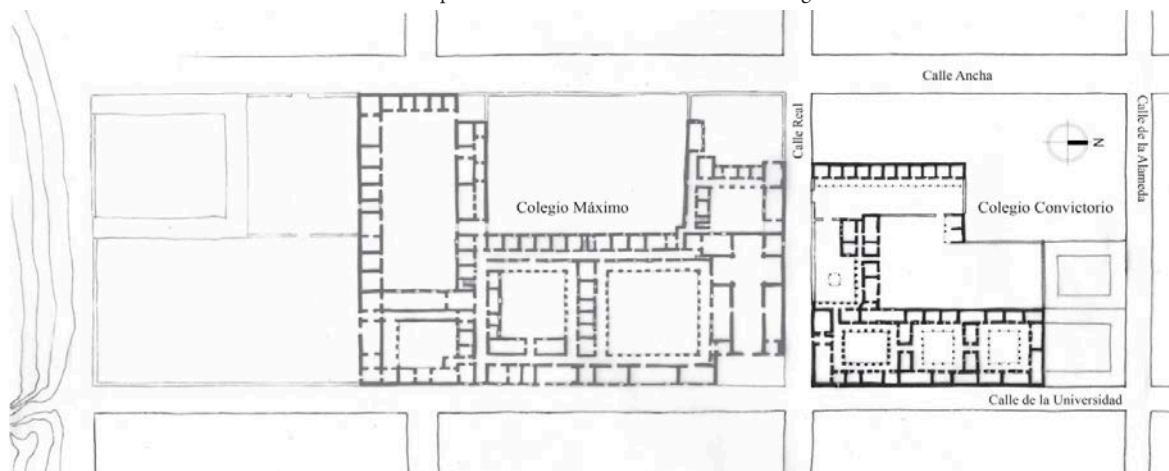 Calle Ancha
Calle Real
Calle de la Alameda
N
Colegio Máximo
Colegio Convictorio
Calle de la Universidad